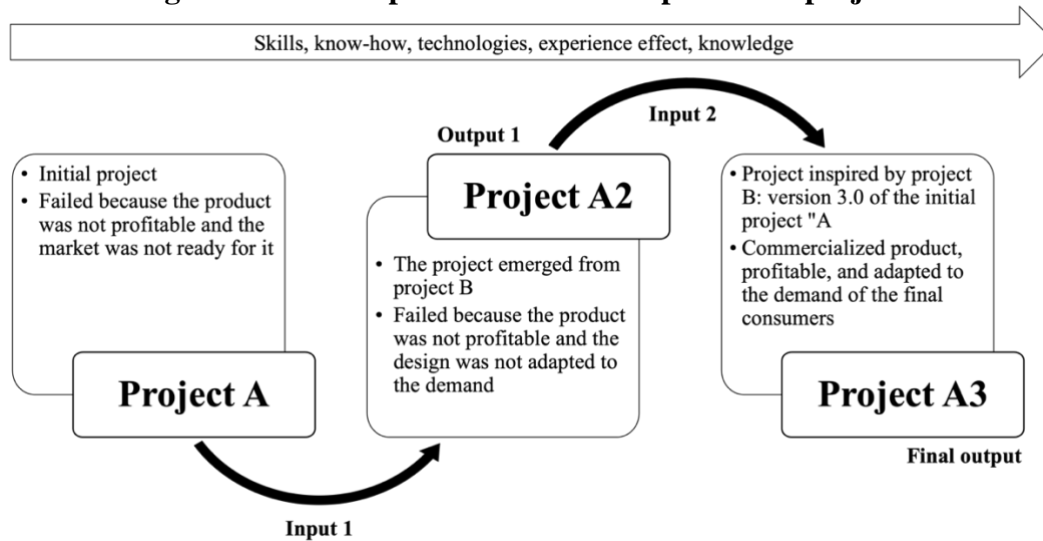 Skills, know-how, technologies, experience effect, knowledge
• Initial project
• Failed because the product
was not profitable and the
market was not ready for it
Project A
Input 1
Output 1
Project A2
• The project emerged from
project B
• Failed because the product
was not profitable and the
design was not adapted to
the demand
Input 2
• Project inspired by project
B: version 3.0 of the initial
project "A
• Commercialized product,
profitable, and adapted to
the demand of the final
consumers
Project A3
Final output